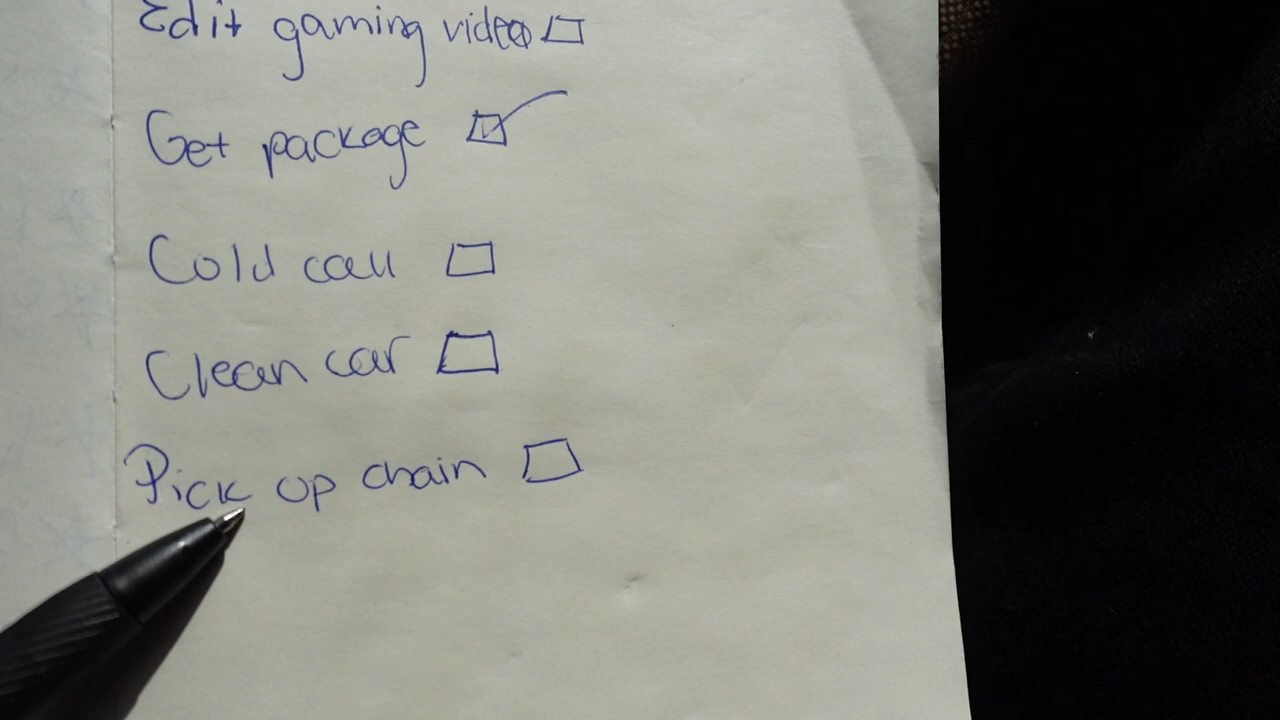 Edit gaming video
Get package
Cold call
Clean car
Pick up chain